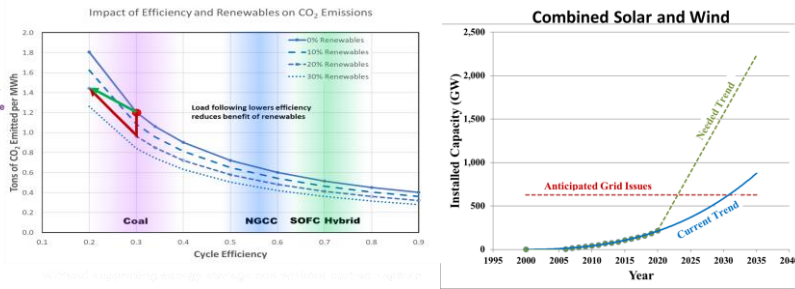 Impact of Efficiency and Renewables on CO2 Emissions
Tons of CO2 Emitted per MWh
2.0
1.8
1.6
1.4
1.2
1.0
0.8
0.6
0.4
0.2
0.0
0% Renewables
10% Renewables
20% Renewables
30% Renewables
Load following lowers efficiency
reduces benefit of renewables
Coal
NGCC
SOFC Hybrid
0.1 0.2 0.3 0.4 0.5 0.6 0.7 0.8 0.9
Cycle Efficiency
Combined Solar and Wind
Installed Capacity (GW)
2,500
2,000
1,500
1,000
500
0
Needed Trend
Anticipated Grid Issues
Current Trend
1995 2000 2005 2010 2015 2020 2025 2030 2035 2040
Year